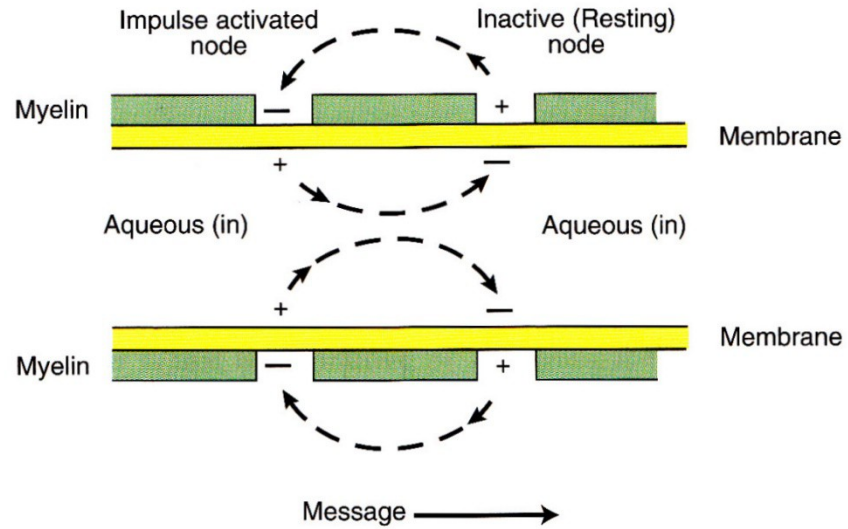 Impulse activated
node
Inactive (Resting)
node
Myelin
−
+
Membrane
+
−
Aqueous (in)
Aqueous (in)
+
−
Membrane
Myelin
−
+
Message